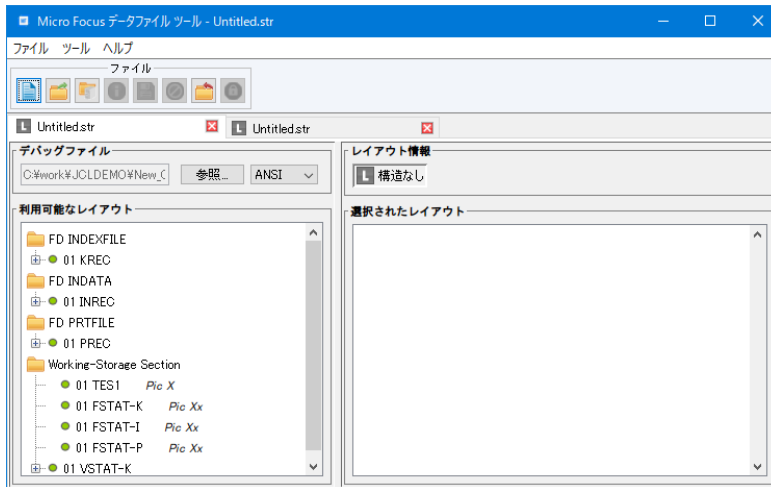 Micro Focus データファイル ツール - Untitled.str
ファイル ツール ヘルプ
ファイル
L Untitled.str
L Untitled.str
デバッグファイル
C:¥work¥JCLDEMO¥New_C 参照... ANSI
利用可能なレイアウト
FD INDEXFILE
01 KREC
FD INDATA
01 INREC
FD PRTFILE
01 PREC
Working-Storage Section
01 TES1 Pic X
01 FSTAT-K Pic Xx
01 FSTAT-I Pic Xx
01 FSTAT-P Pic Xx
01 VSTAT-K
レイアウト情報
L 構造なし
選択されたレイアウト